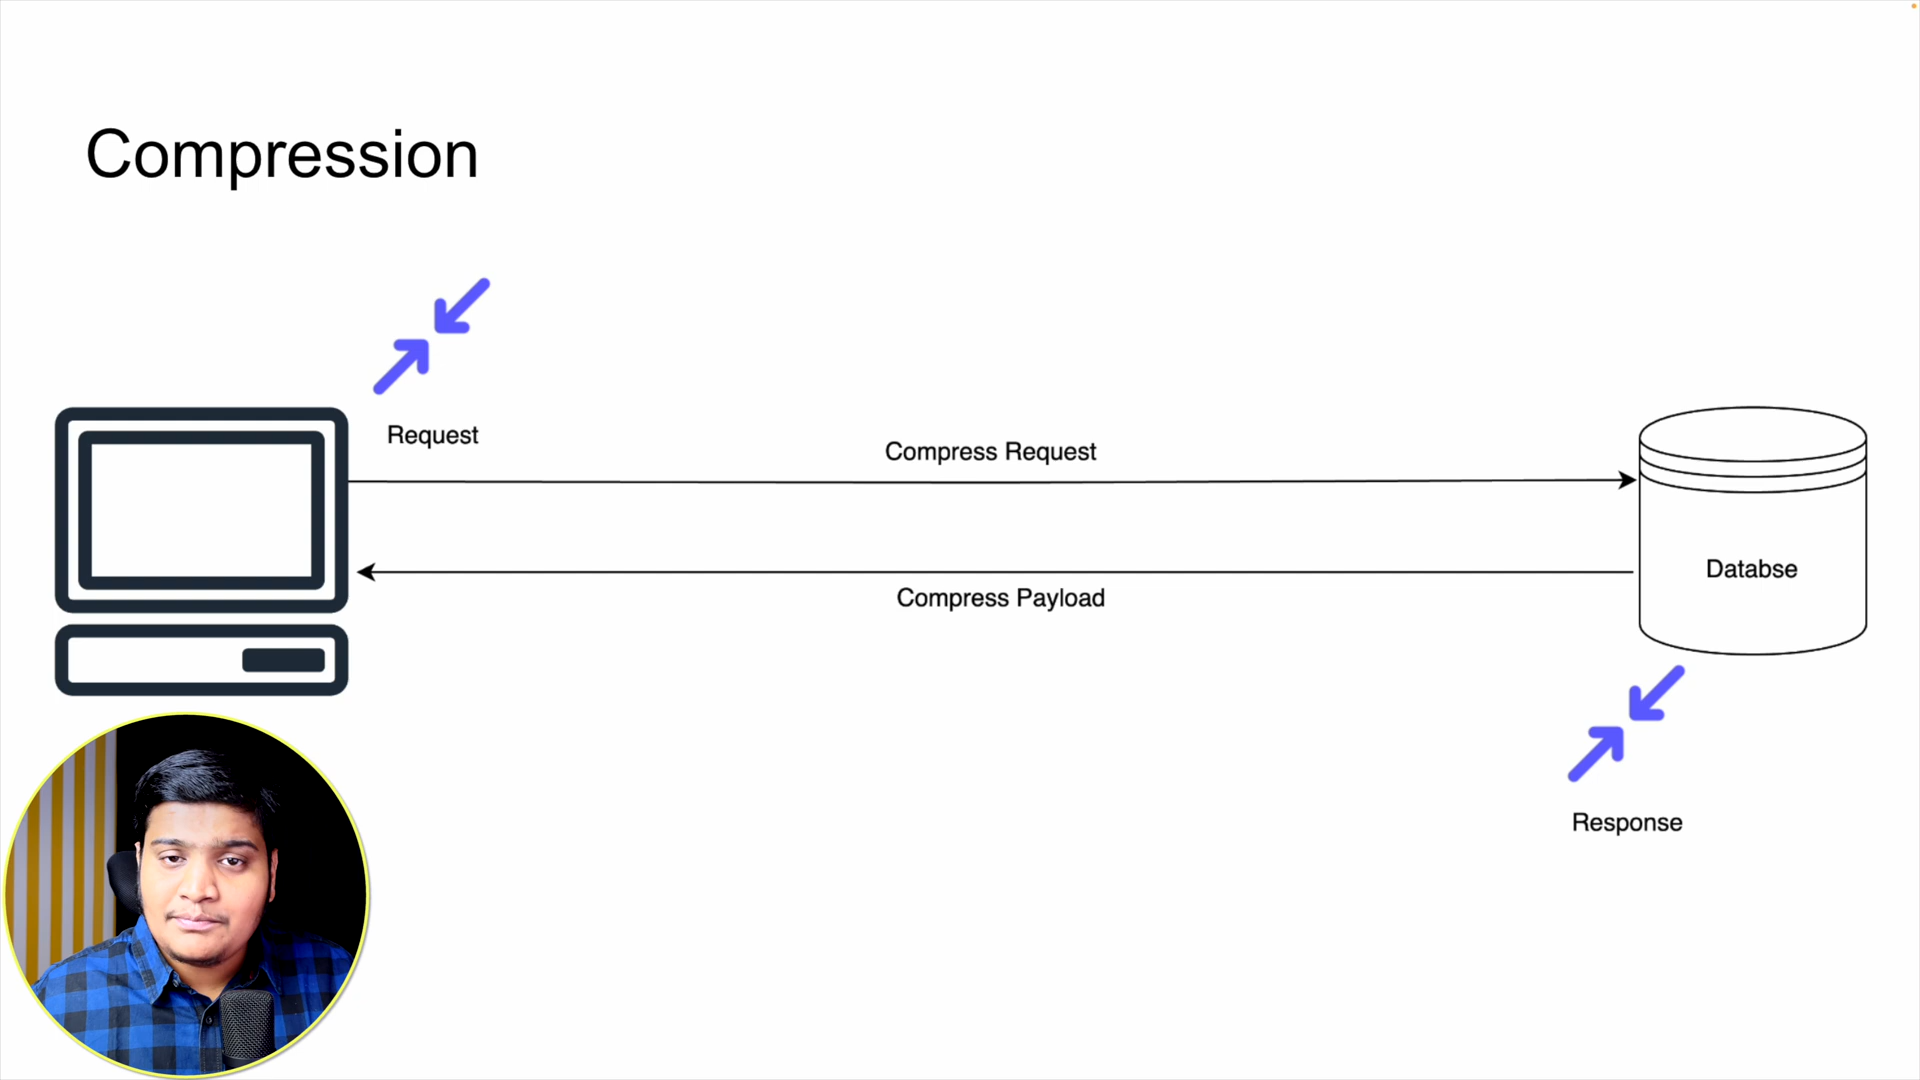 Compression
Request
Compress Request
Databse
Compress Payload
Response